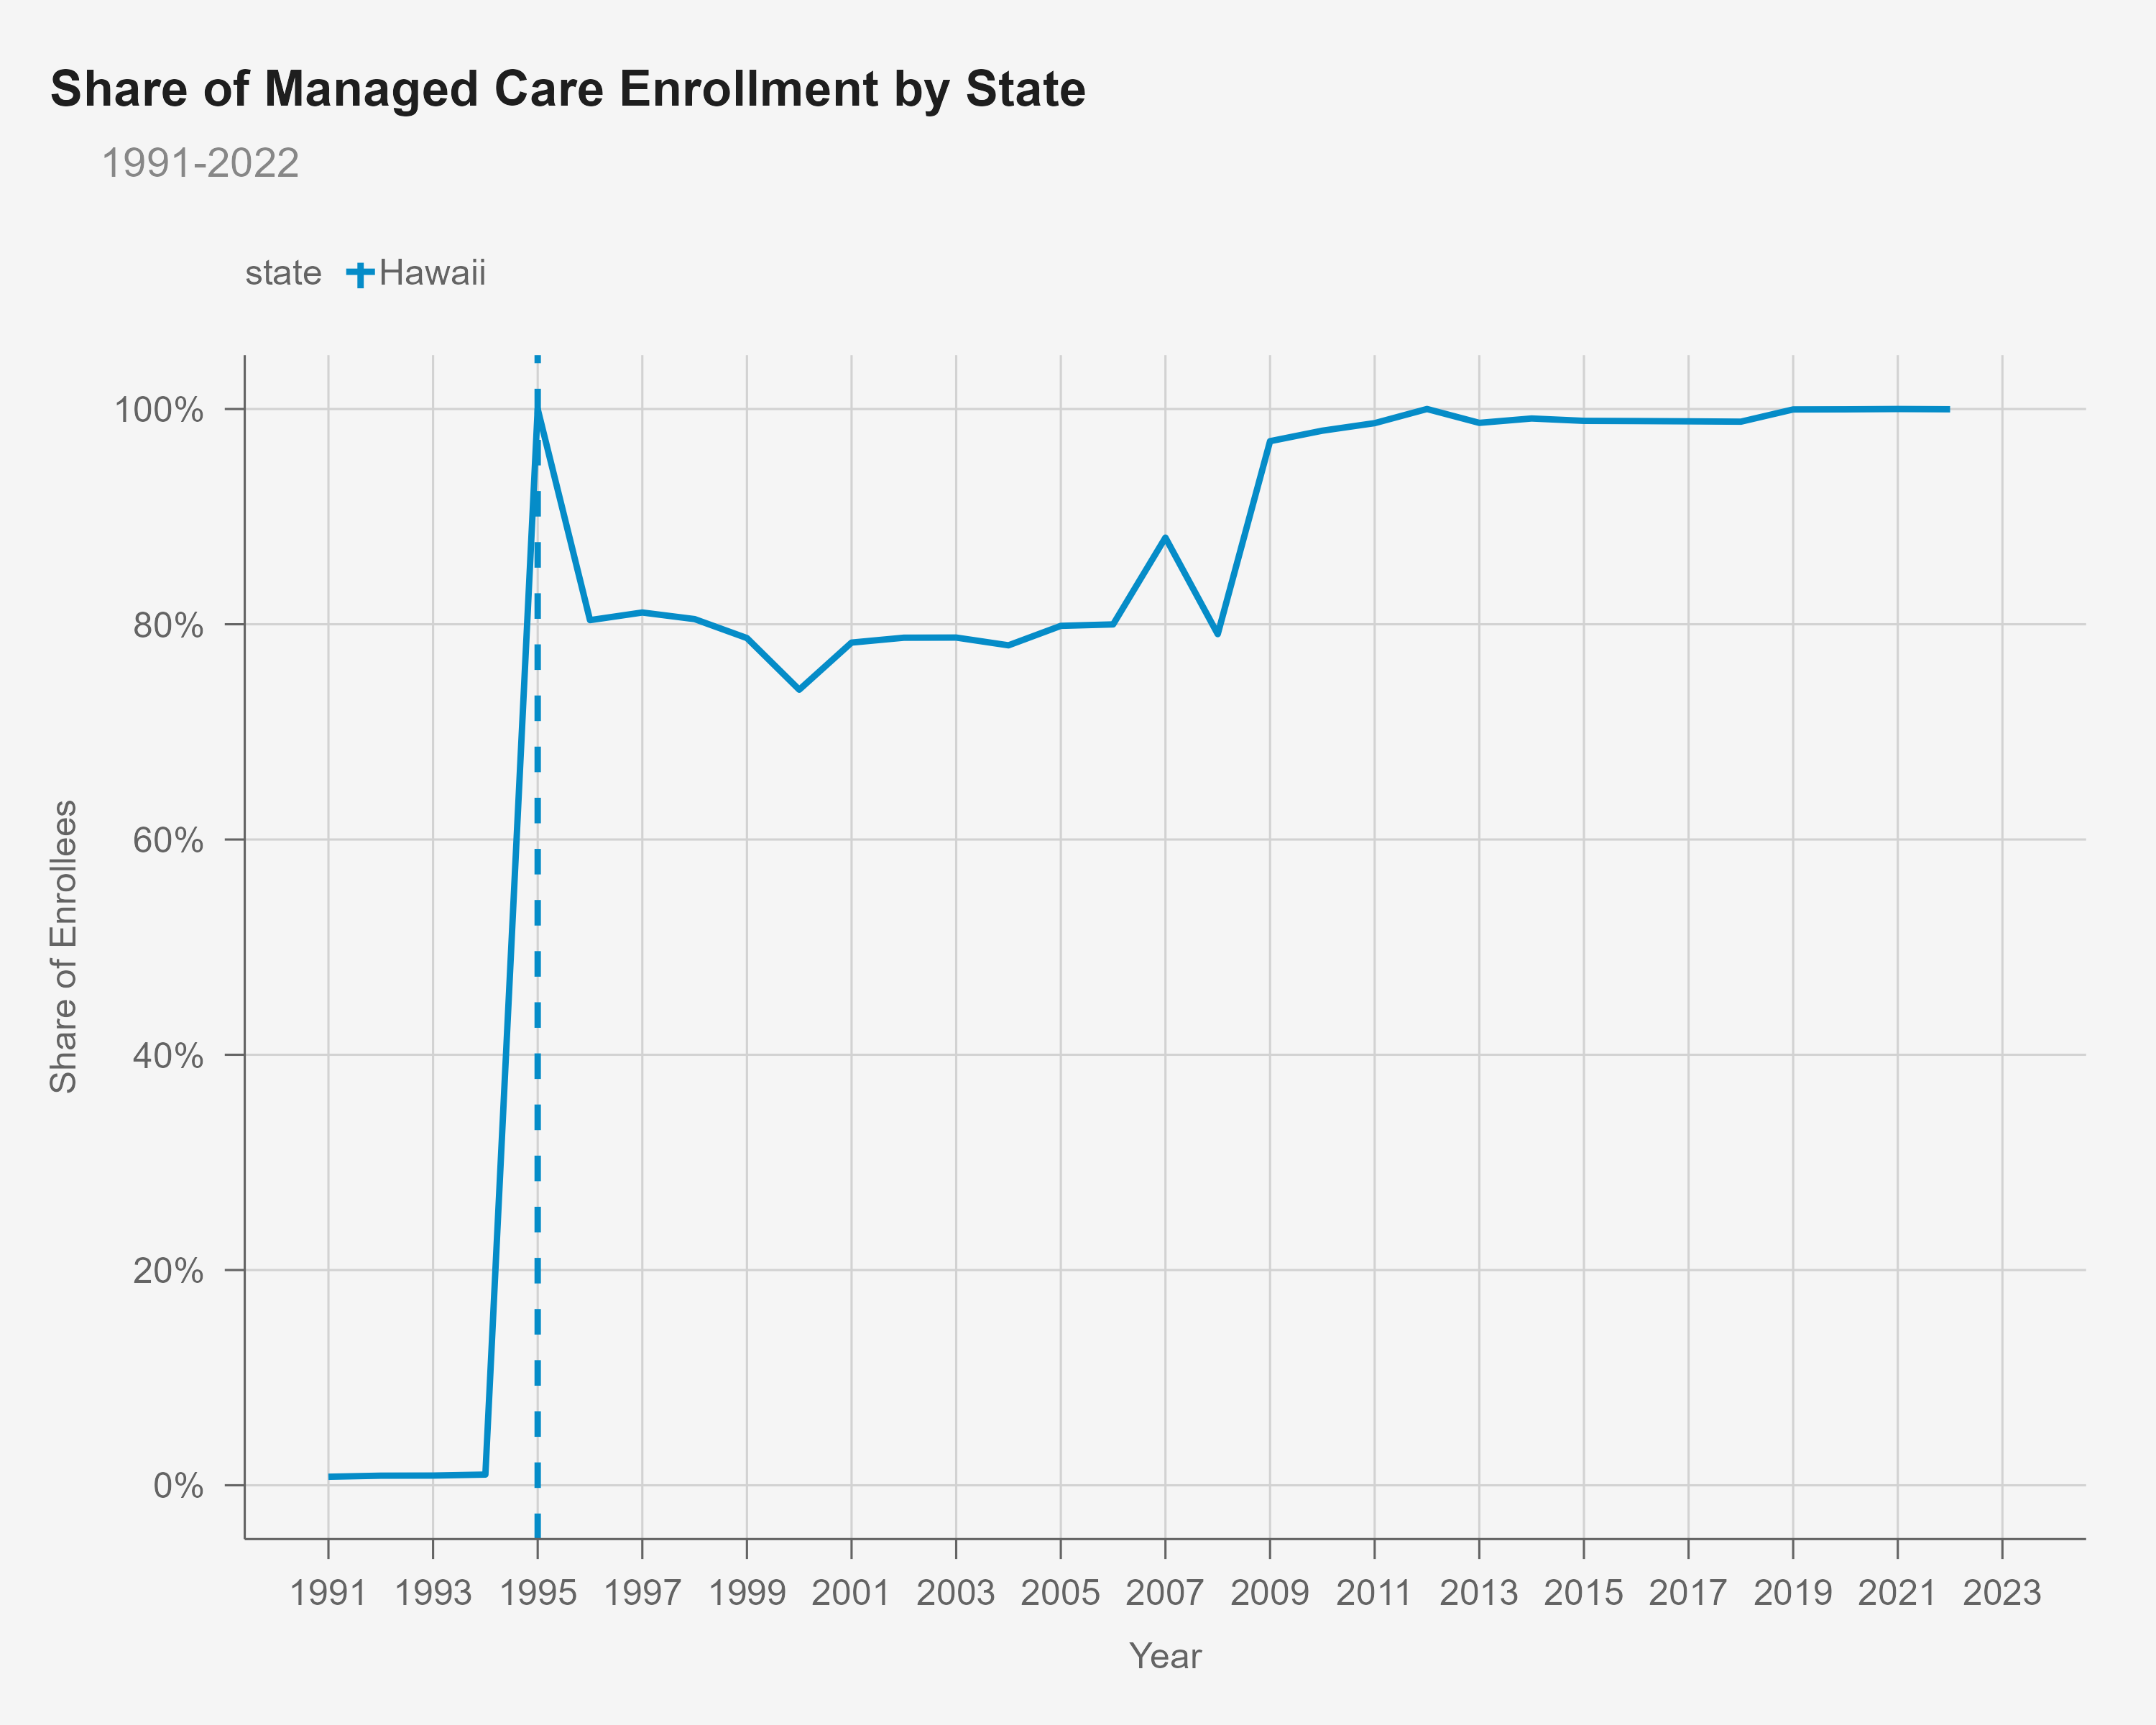 Share of Managed Care Enrollment by State
1991-2022
state Hawaii
100%
80%
60%
40%
20%
0%
Share of Enrollees
1991 1993 1995 1997 1999 2001 2003 2005 2007 2009 2011 2013 2015 2017 2019 2021 2023
Year